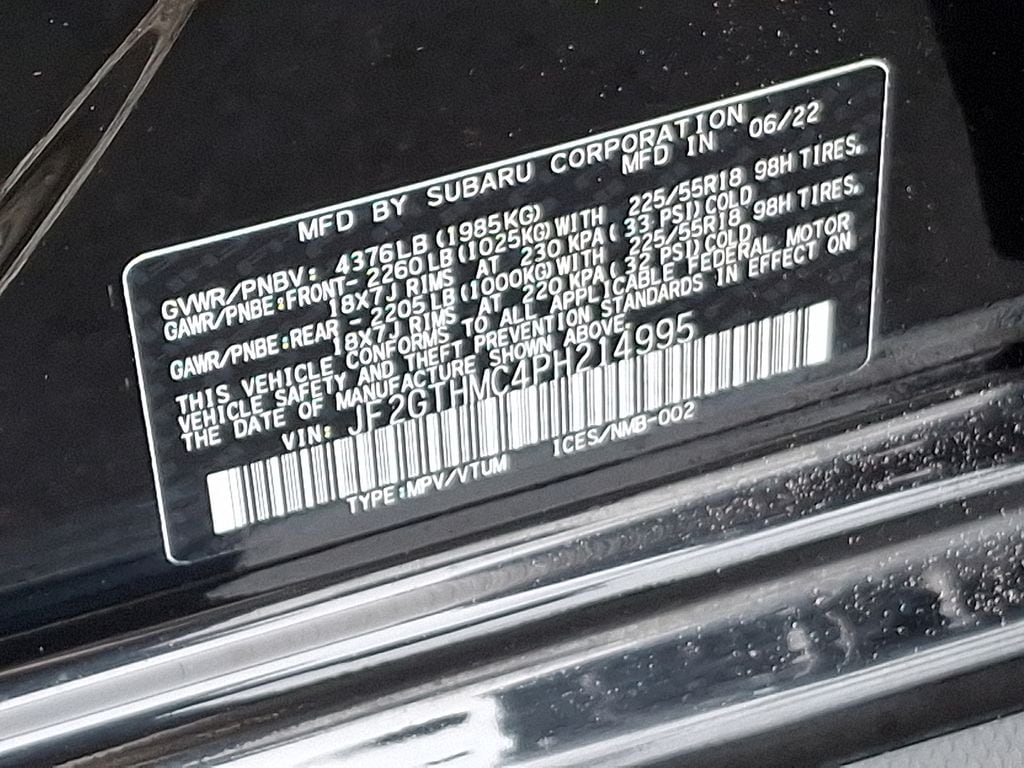 MFD BY SUBARU CORPORATION
MFD IN 06/22
GVWR/PNBV: 4376LB (1985KG)
GAWR/PNBE:FRONT- 2260LB(1025KG)WITH 225/55R18 98H TIRES,
18X7J RIMS AT 230 KPA( 33 PSI)COLD
GAWR/PNBE:REAR - 2205LB(1000KG)WITH 225/55R18 98H TIRES,
18X7J RIMS AT 220 KPA( 32 PSI)COLD
THIS VEHICLE CONFORMS TO ALL APPLICABLE FEDERAL MOTOR
VEHICLE SAFETY AND THEFT PREVENTION STANDARDS IN EFFECT ON
THE DATE OF MANUFACTURE SHOWN ABOVE.
VIN: JF2GTHMC4PH214995
TYPE:MPV/VTUM ICES/NMB-002